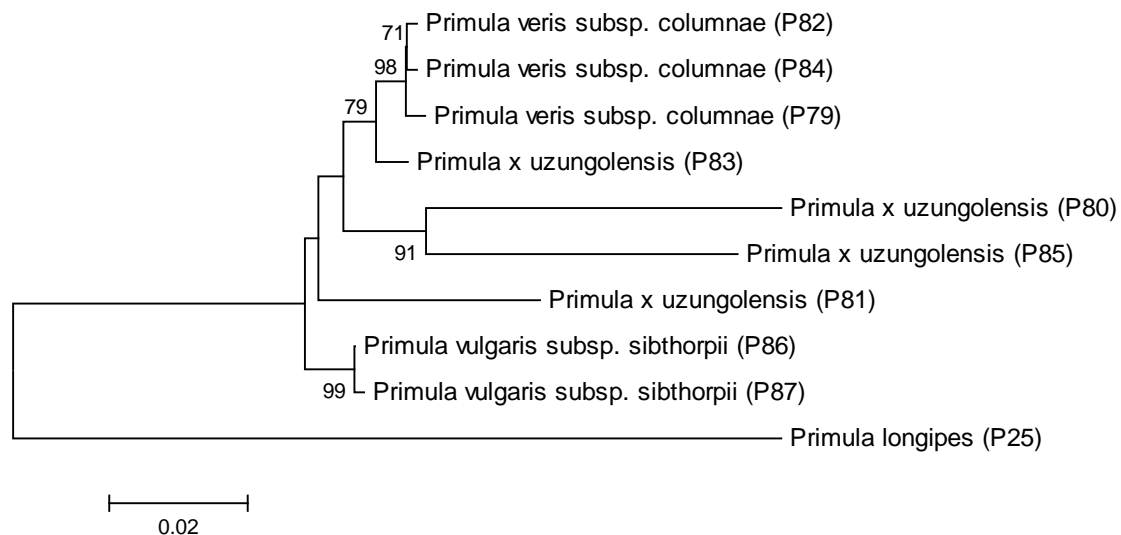 Primula veris subsp. columnae (P82)
71
Primula veris subsp. columnae (P84)
98
79
Primula veris subsp. columnae (P79)
Primula x uzungolensis (P83)
Primula x uzungolensis (P80)
91
Primula x uzungolensis (P85)
Primula x uzungolensis (P81)
Primula vulgaris subsp. sibthorpii (P86)
99
Primula vulgaris subsp. sibthorpii (P87)
Primula longipes (P25)
0.02